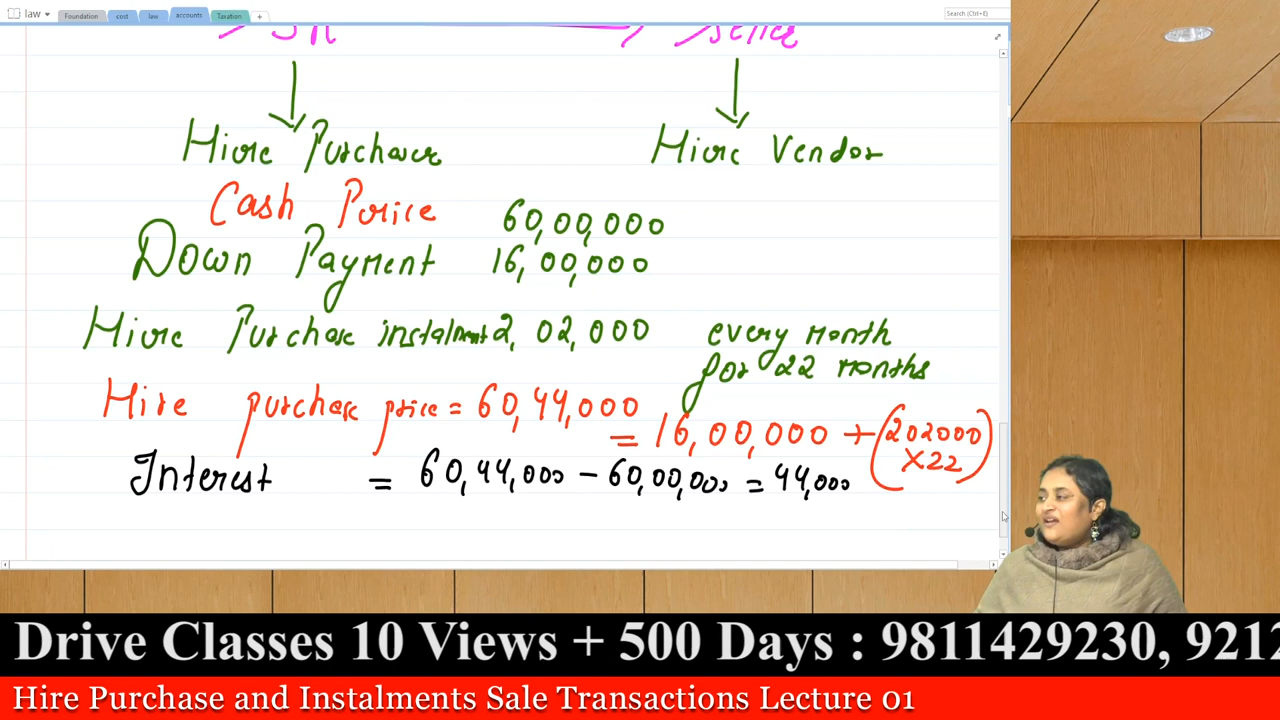 law
Foundation cost law accounts Taxation +
Search (Ctrl+E)
Seller
Hire Purchaser Hire Vendor
Cash Price 60,00,000
Down Payment 16,00,000
Hire Purchase instalment 2,02,000 every month
for 22 months
Hire purchase price = 60,44,000
= 16,00,000 + (202000
×22)
Interest = 60,44,000 - 60,00,000 = 44,000
Drive Classes 10 Views + 500 Days : 9811429230, 9212
Hire Purchase and Instalments Sale Transactions Lecture 01